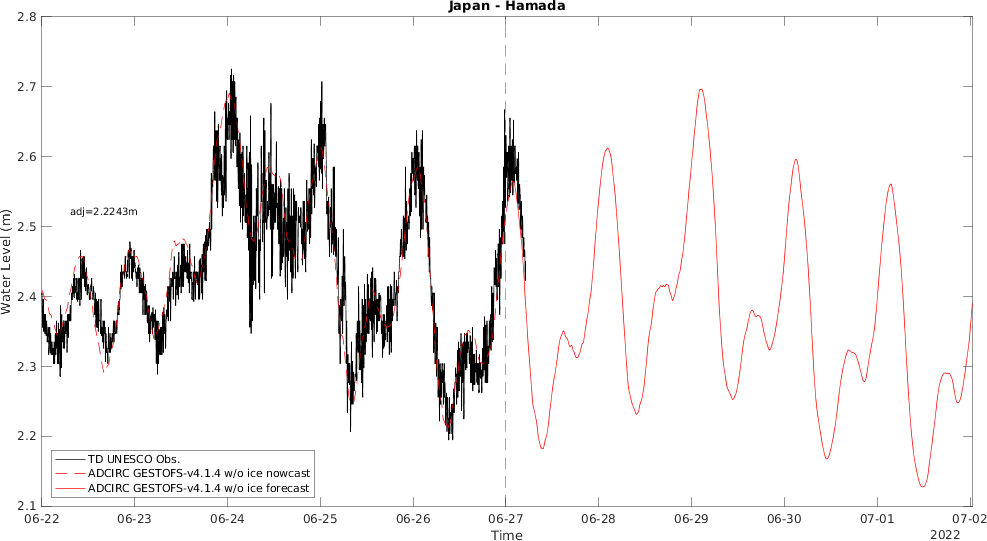 Japan - Hamada
2.8
2.7
2.6
2.5
2.4
2.3
2.2
2.1
Water Level (m)
adj=2.2243m
TD UNESCO Obs.
ADCIRC GESTOFS-v4.1.4 w/o ice nowcast
ADCIRC GESTOFS-v4.1.4 w/o ice forecast
06-22 06-23 06-24 06-25 06-26 06-27 06-28 06-29 06-30 07-01 07-02
Time
2022